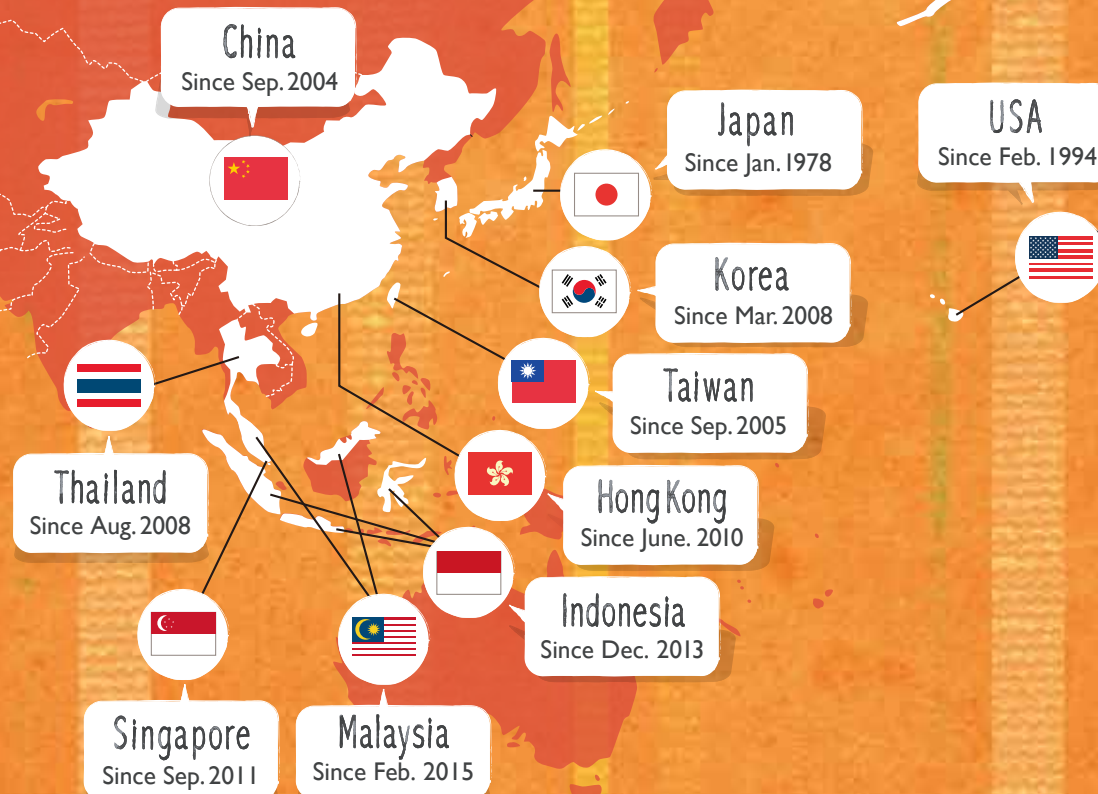 China
Since Sep. 2004
Japan
Since Jan. 1978
USA
Since Feb. 1994
Korea
Since Mar. 2008
Taiwan
Since Sep. 2005
Thailand
Since Aug. 2008
Hong Kong
Since June. 2010
Indonesia
Since Dec. 2013
Singapore
Since Sep. 2011
Malaysia
Since Feb. 2015